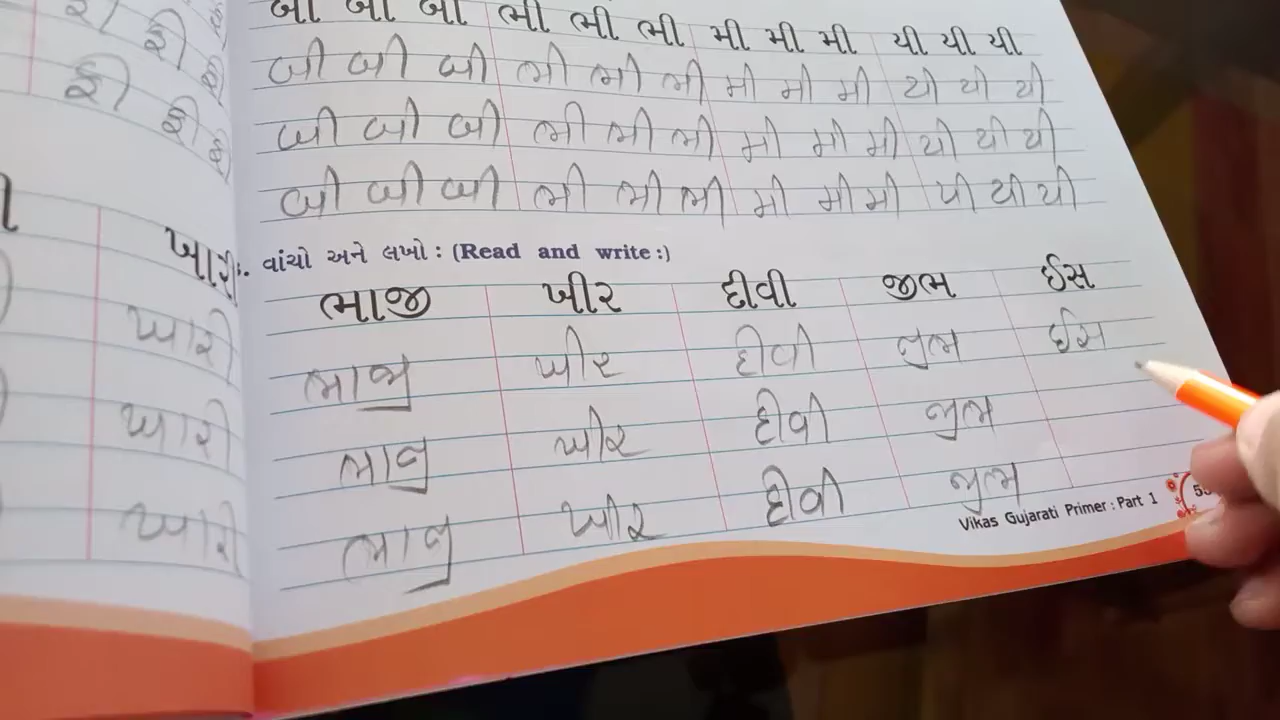 બી બી બી ભી ભી ભી મી મી મી યી યી યી
બી બી બી ભી ભી ભી મી મી મી યી યી યી
બી બી બી ભી ભી ભી મી મી મી યી યી યી
બી બી બી ભી ભી ભી મી મી મી યી યી યી
વાંચો અને લખો : (Read and write :)
ભાજી ખીર દીવી જીભ ઈસ
ભાજી ખીર દીવી જીભ ઈસ
ભાજી ખીર દીવી જીભ
ભાજી ખીર દીવી જીભ
Vikas Gujarati Primer : Part 1
ખારી
ખારી
ખારી
ખારી